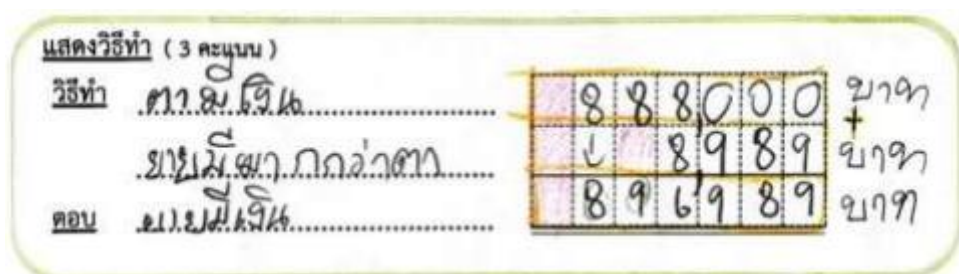 แสดงวิธีทำ ( 3 คะแนน )
วิธีทำ ตามีเงิน 888,000 บาท
+
ยายมีมากกว่าตา 8,989 บาท
ตอบ ยายมีเงิน 896,989 บาท